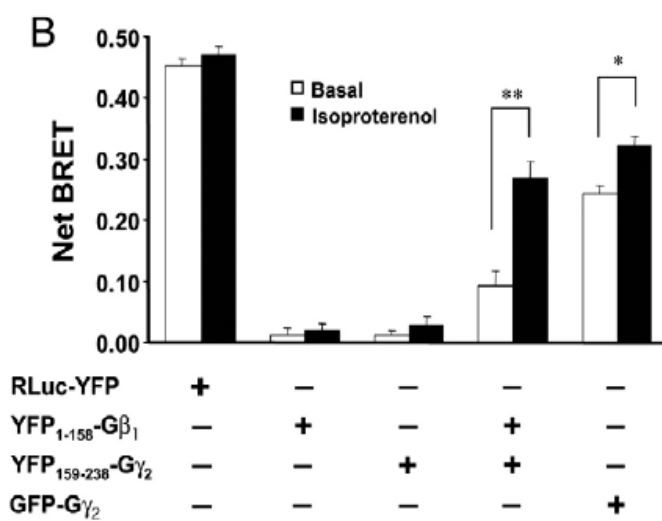 B
0.50
0.40
0.30
0.20
0.10
0.00
Net BRET
Basal
Isoproterenol
**
*
RLuc-YFP + – – – –
YFP₁₋₁₅₈-Gβ₁ – + – + –
YFP₁₅₉₋₂₃₈-Gγ₂ – – + + –
GFP-Gγ₂ – – – – +